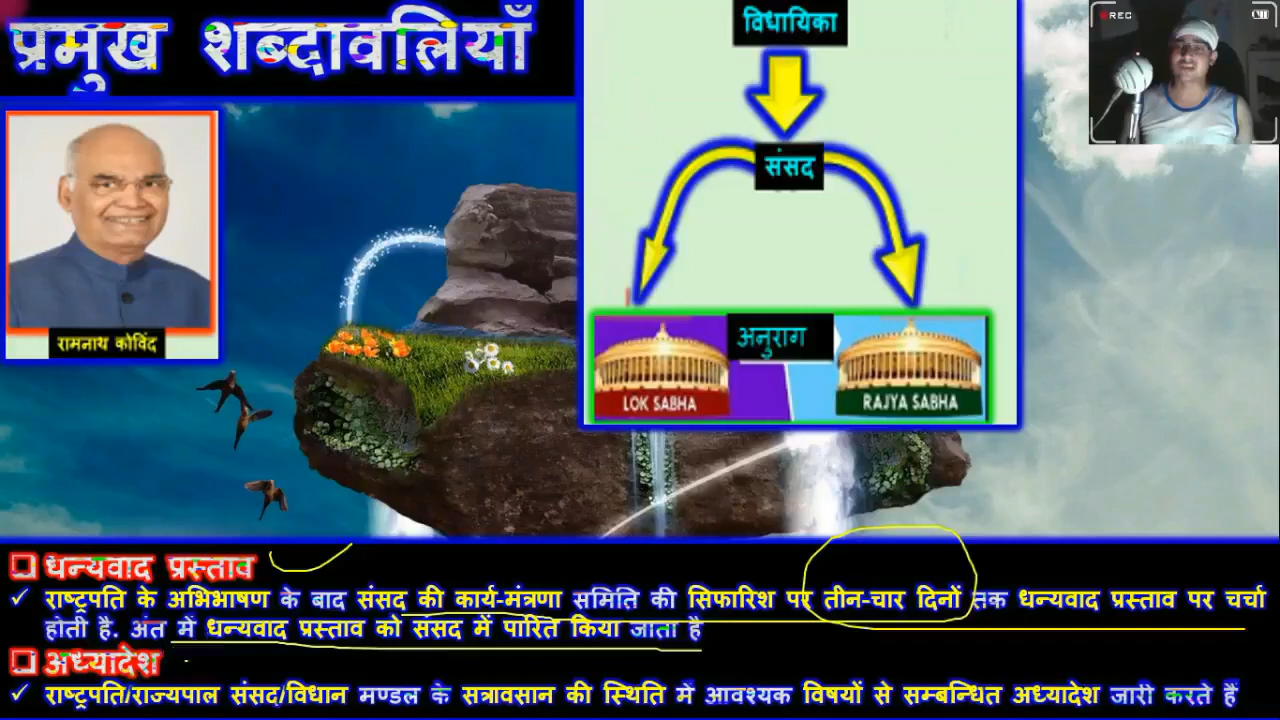 प्रमुख शब्दावलियाँ
विधायिका
REC
संसद
रामनाथ कोविंद
अनुराग
LOK SABHA
RAJYA SABHA
धन्यवाद प्रस्ताव
राष्ट्रपति के अभिभाषण के बाद संसद की कार्य-मंत्रणा समिति की सिफारिश पर तीन-चार दिनों तक धन्यवाद प्रस्ताव पर चर्चा
होती है. अंत में धन्यवाद प्रस्ताव को संसद में पारित किया जाता है
अध्यादेश
राष्ट्रपति/राज्यपाल संसद/विधान मण्डल के सत्रावसान की स्थिति में आवश्यक विषयों से सम्बन्धित अध्यादेश जारी करते हैं